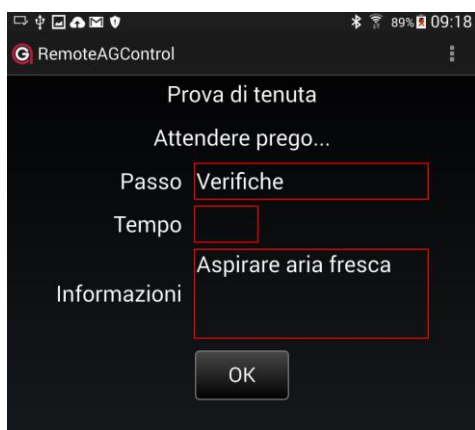 89% 09:18
RemoteAGControl
Prova di tenuta
Attendere prego...
Passo Verifiche
Tempo
Informazioni Aspirare aria fresca
OK